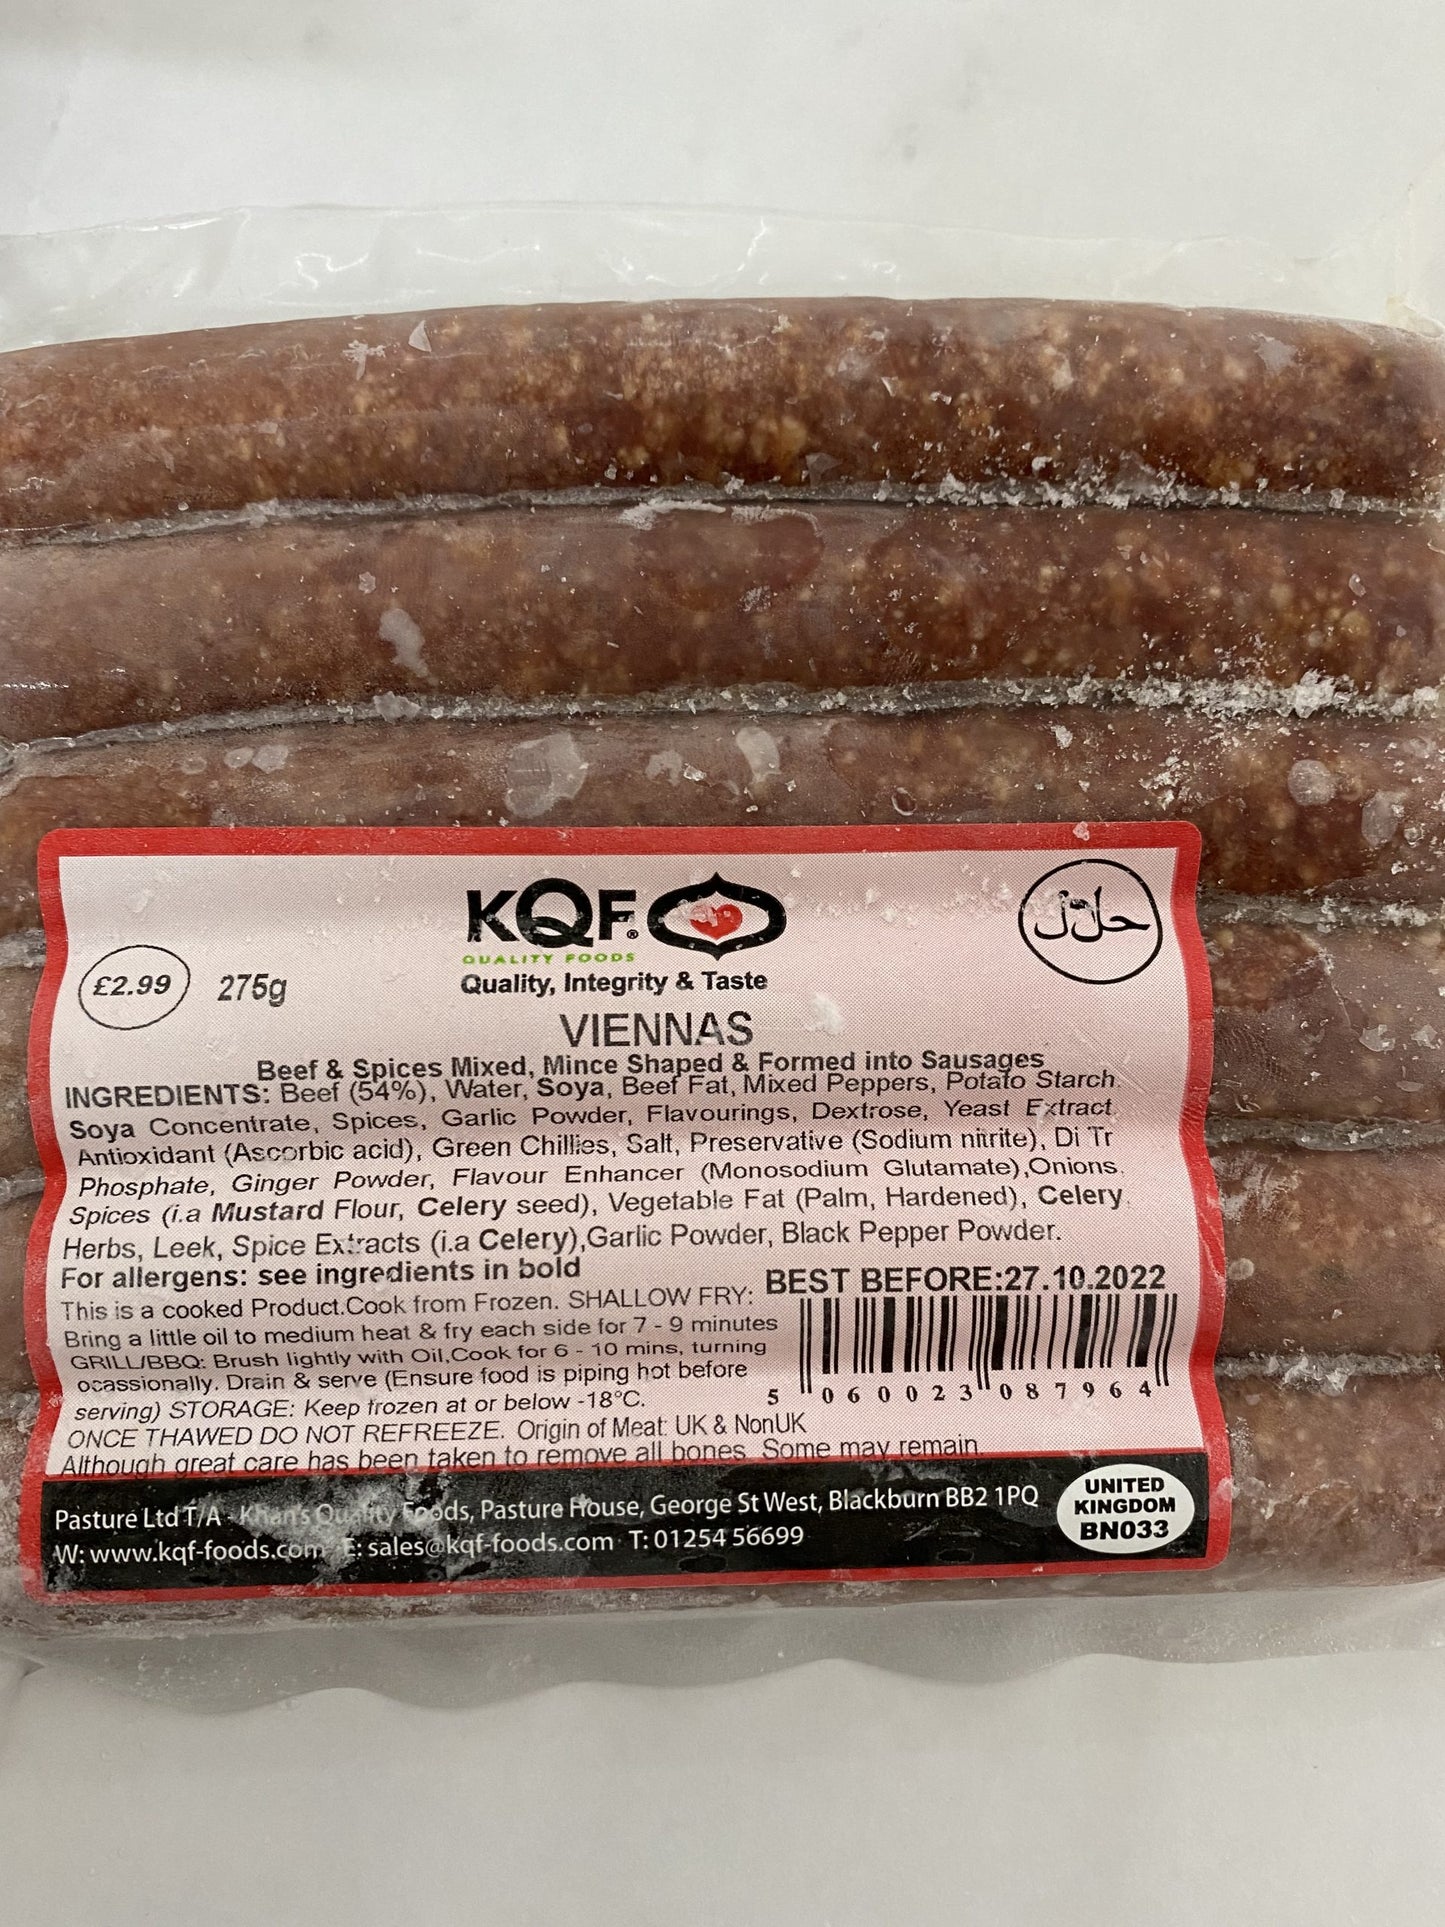 KQF®
QUALITY FOODS
Quality, Integrity & Taste
حلال
£2.99 275g
VIENNAS
Beef & Spices Mixed, Mince Shaped & Formed into Sausages
INGREDIENTS: Beef (54%), Water, Soya, Beef Fat, Mixed Peppers, Potato Starch.
Soya Concentrate, Spices, Garlic Powder, Flavourings, Dextrose, Yeast Extract.
Antioxidant (Ascorbic acid), Green Chillies, Salt, Preservative (Sodium nitrite), Di Tr
Phosphate, Ginger Powder, Flavour Enhancer (Monosodium Glutamate),Onions.
Spices (i.a Mustard Flour, Celery seed), Vegetable Fat (Palm, Hardened), Celery.
Herbs, Leek, Spice Extracts (i.a Celery),Garlic Powder, Black Pepper Powder.
For allergens: see ingredients in bold
BEST BEFORE:27.10.2022
This is a cooked Product.Cook from Frozen. SHALLOW FRY:
Bring a little oil to medium heat & fry each side for 7 - 9 minutes
GRILL/BBQ: Brush lightly with Oil,Cook for 6 - 10 mins, turning
ocassionally. Drain & serve (Ensure food is piping hot before
serving) STORAGE: Keep frozen at or below -18°C.
5 060023 087964
ONCE THAWED DO NOT REFREEZE. Origin of Meat: UK & NonUK
Although great care has been taken to remove all bones. Some may remain.
Pasture Ltd T/A - Khan's Quality Foods, Pasture House, George St West, Blackburn BB2 1PQ
W: www.kqf-foods.com E: sales@kqf-foods.com T: 01254 56699
UNITED
KINGDOM
BN033